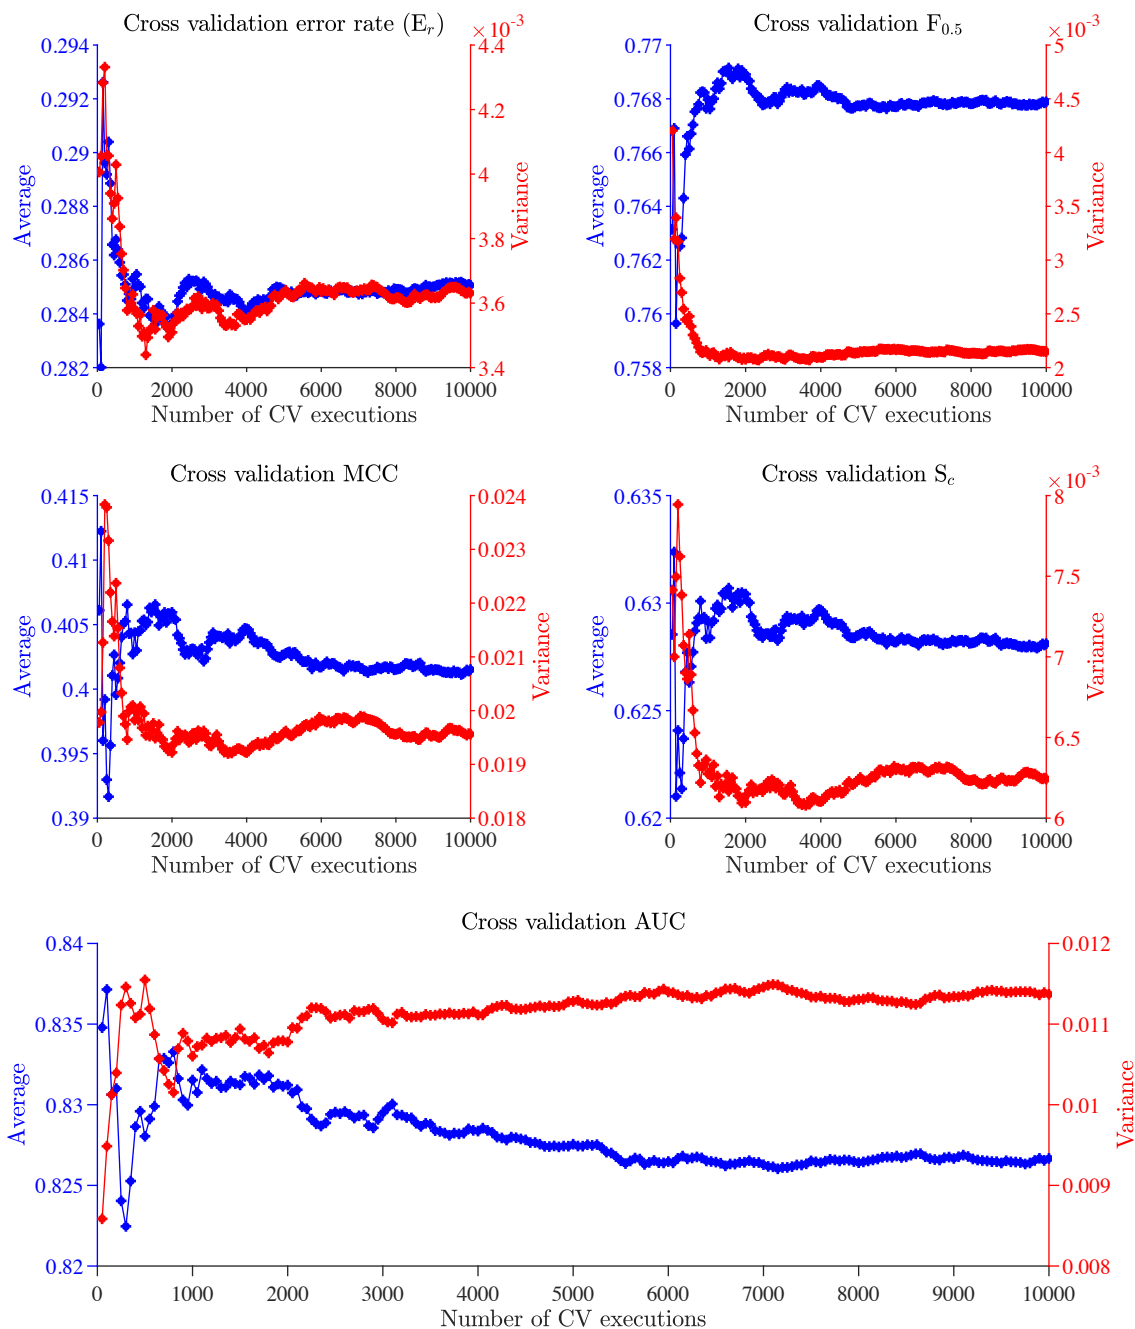 Cross validation error rate (E_r)
×10^-3
0.294
0.292
0.29
0.288
0.286
0.284
0.282
4.4
4.2
4
3.8
3.6
3.4
Average
Variance
0 2000 4000 6000 8000 10000
Number of CV executions
Cross validation F_0.5
×10^-3
0.77
0.768
0.766
0.764
0.762
0.76
0.758
5
4.5
4
3.5
3
2.5
2
Average
Variance
0 2000 4000 6000 8000 10000
Number of CV executions
Cross validation MCC
0.415
0.41
0.405
0.4
0.395
0.39
0.024
0.023
0.022
0.021
0.02
0.019
0.018
Average
Variance
0 2000 4000 6000 8000 10000
Number of CV executions
Cross validation S_c
×10^-3
0.635
0.63
0.625
0.62
8
7.5
7
6.5
6
Average
Variance
0 2000 4000 6000 8000 10000
Number of CV executions
Cross validation AUC
0.84
0.835
0.83
0.825
0.82
0.012
0.011
0.01
0.009
0.008
Average
Variance
0 1000 2000 3000 4000 5000 6000 7000 8000 9000 10000
Number of CV executions